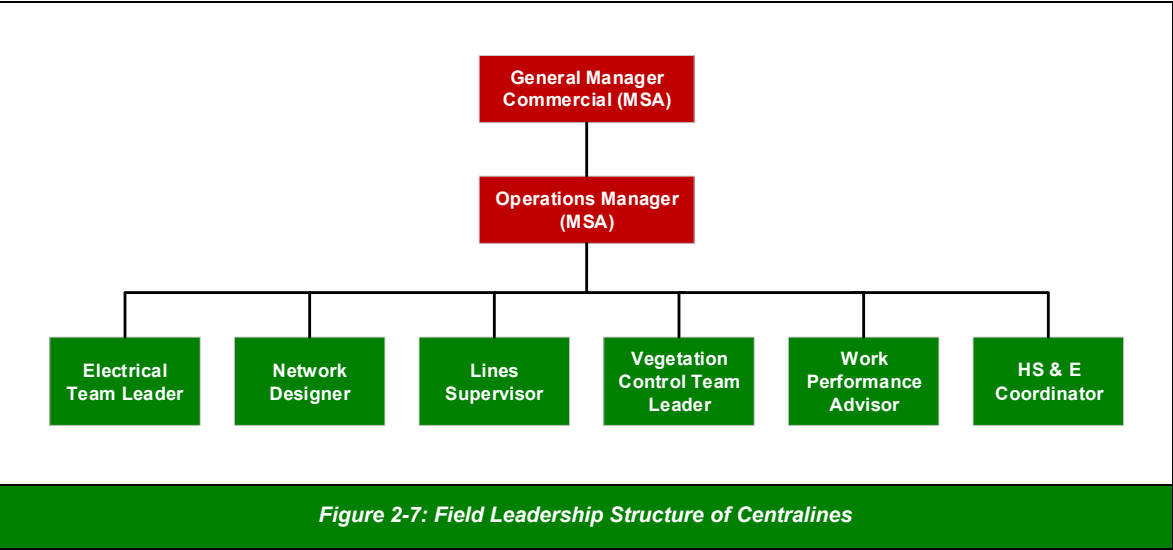 General Manager
Commercial (MSA)
Operations Manager
(MSA)
Electrical
Team Leader
Network
Designer
Lines
Supervisor
Vegetation
Control Team
Leader
Work
Performance
Advisor
HS & E
Coordinator
Figure 2-7: Field Leadership Structure of Centralines